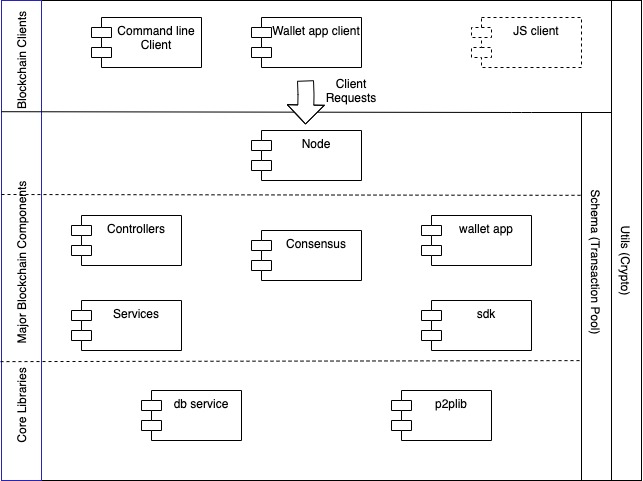 Blockchain Clients
Command line
Client
Wallet app client
JS client
Client
Requests
Node
Major Blockchain Components
Controllers
Consensus
wallet app
Services
sdk
Core Libraries
db service
p2plib
Schema (Transaction Pool)
Utils (Crypto)